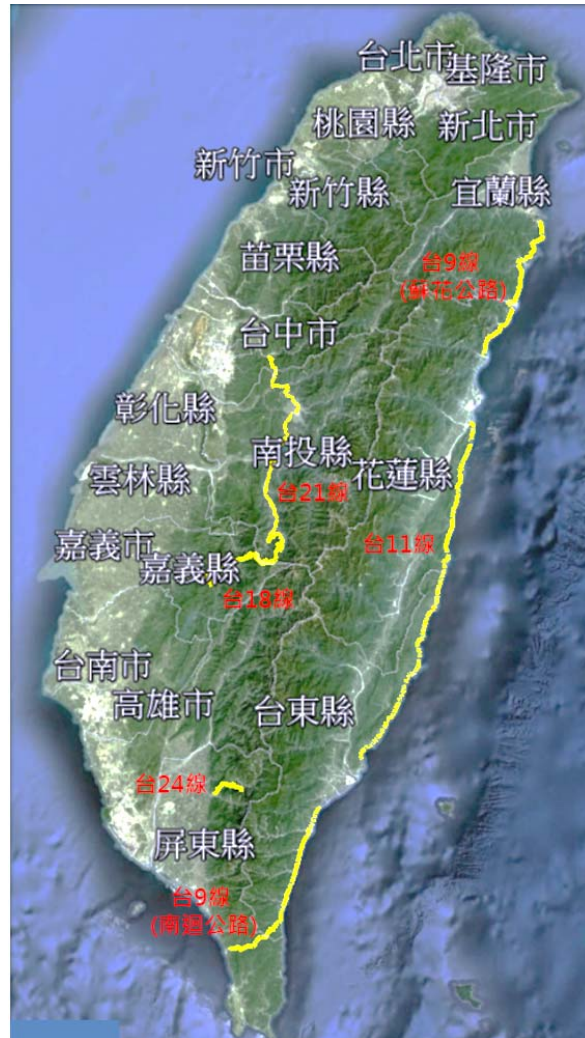 台北市
基隆市
桃園縣
新北市
新竹市
新竹縣
宜蘭縣
苗栗縣
台9線
(蘇花公路)
台中市
彰化縣
南投縣
花蓮縣
雲林縣
台21線
嘉義市
台11線
嘉義縣
台18線
台南市
高雄市
台東縣
台24線
屏東縣
台9線
(南迴公路)